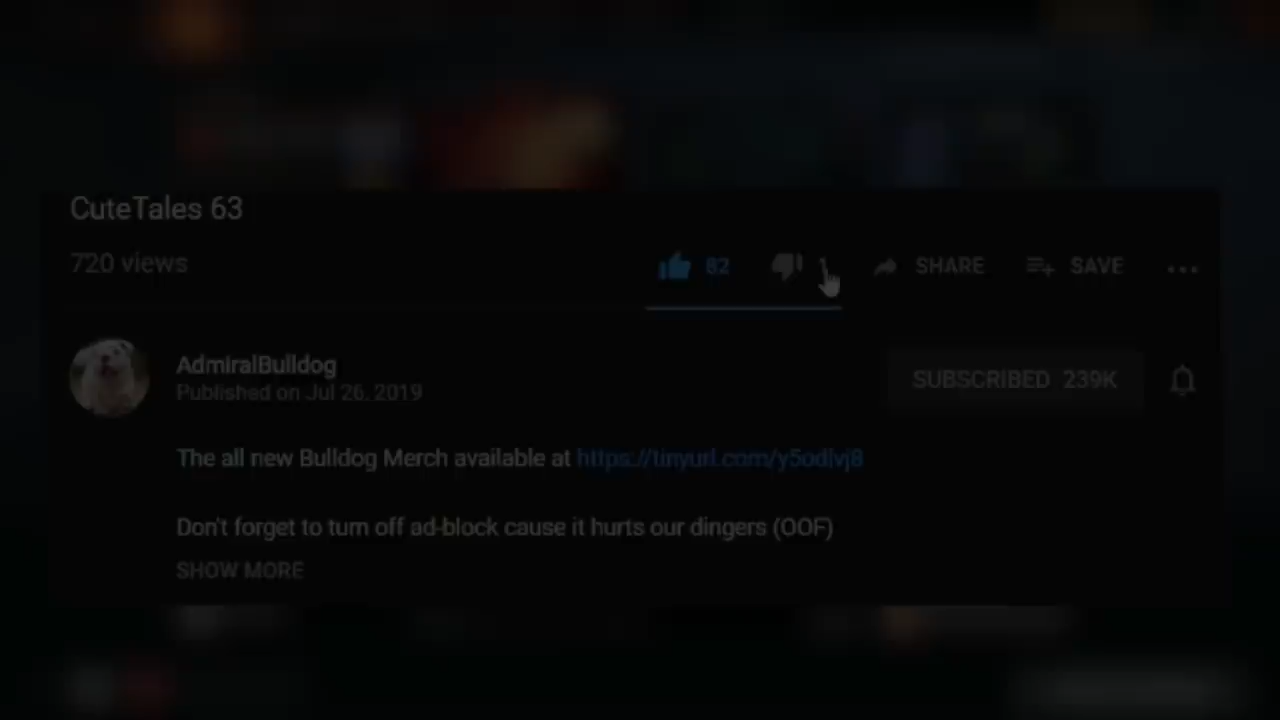 CuteTales 63
720 views
82
SHARE
SAVE
AdmiralBulldog
Published on Jul 26, 2019
SUBSCRIBED 239K
The all new Bulldog Merch available at https://tinyurl.com/y5odlvj8
Don't forget to turn off ad-block cause it hurts our dingers (OOF)
SHOW MORE